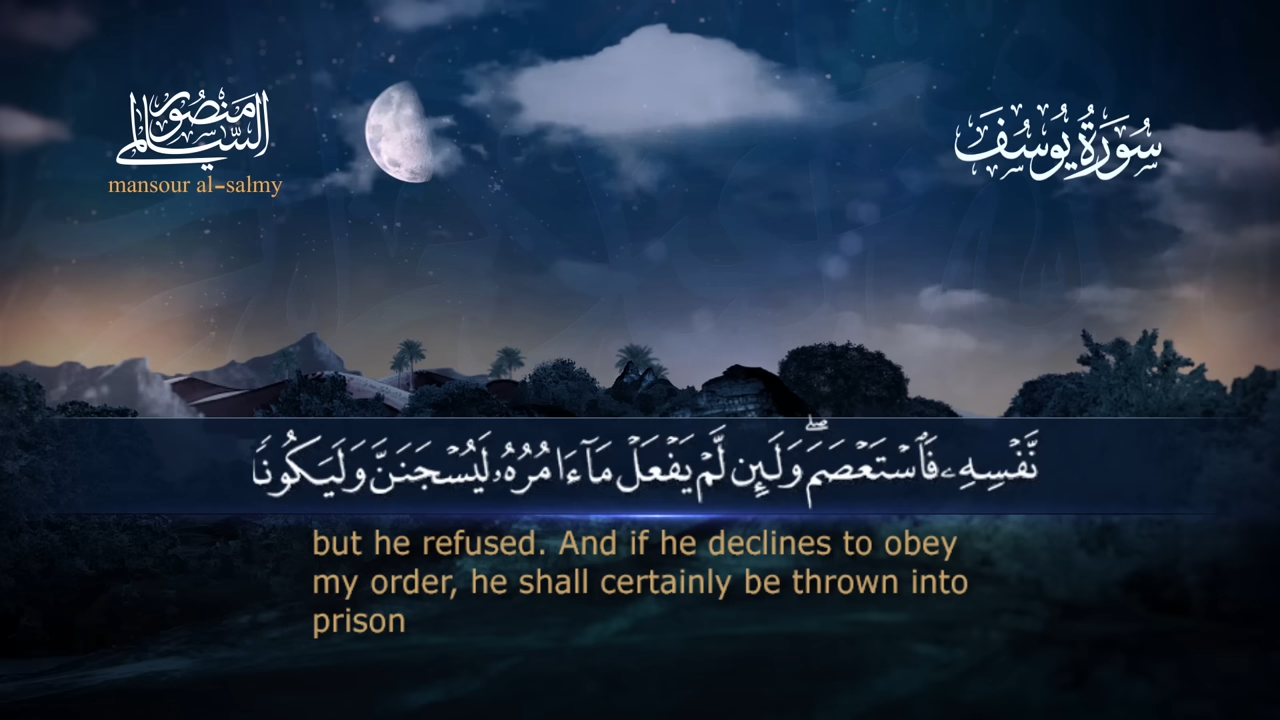 منصور
السالمي
mansour al-salmy
سُورَةُ يُوسُفَ
نَّفْسِهِۦ فَٱسْتَعْصَمَ ۖ وَلَئِن لَّمْ يَفْعَلْ مَآ ءَامُرُهُۥ لَيُسْجَنَنَّ وَلَيَكُونًا
but he refused. And if he declines to obey
my order, he shall certainly be thrown into
prison